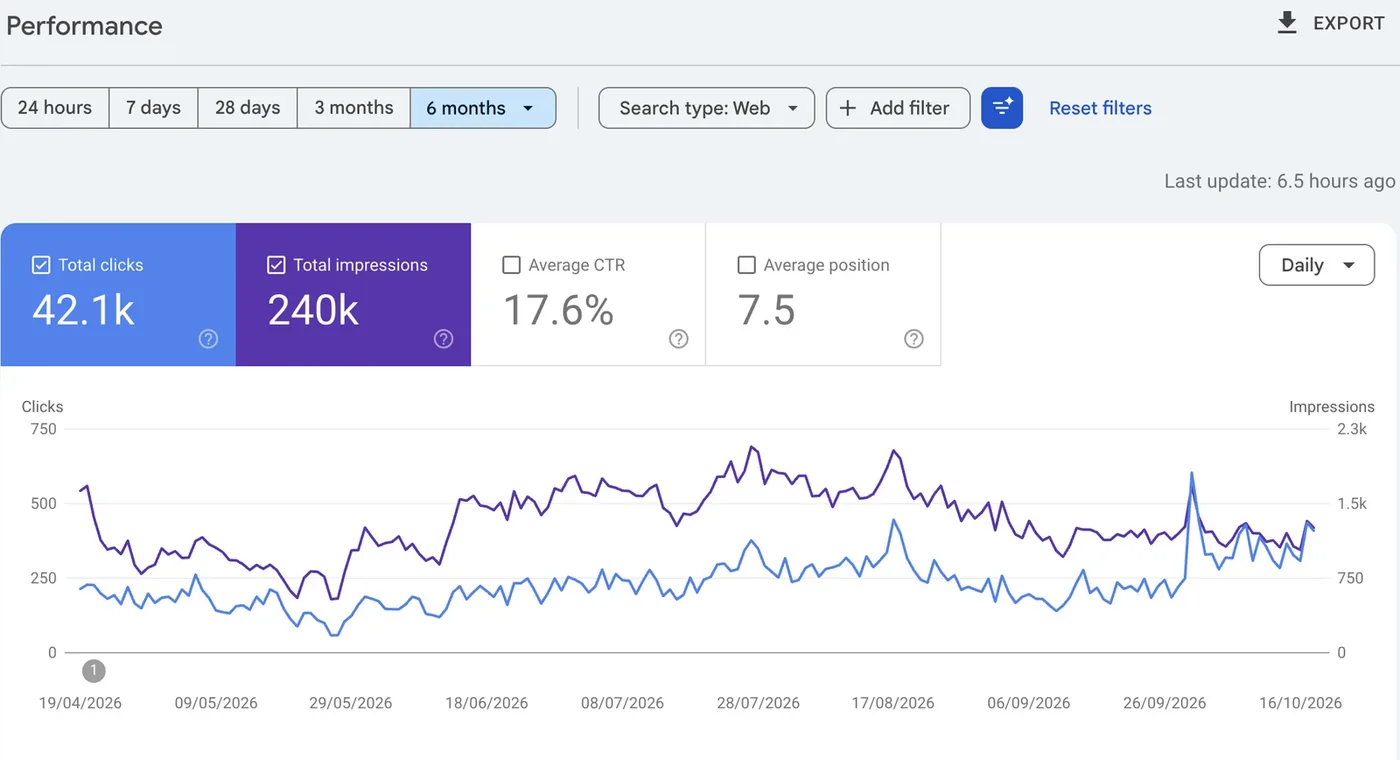 Performance
EXPORT
24 hours 7 days 28 days 3 months 6 months Search type: Web Add filter Reset filters
Last update: 6.5 hours ago
Total clicks Total impressions Average CTR Average position Daily
42.1k 240k 17.6% 7.5
Clicks Impressions
750 2.3k
500 1.5k
250 750
0 0
1
19/04/2026 09/05/2026 29/05/2026 18/06/2026 08/07/2026 28/07/2026 17/08/2026 06/09/2026 26/09/2026 16/10/2026